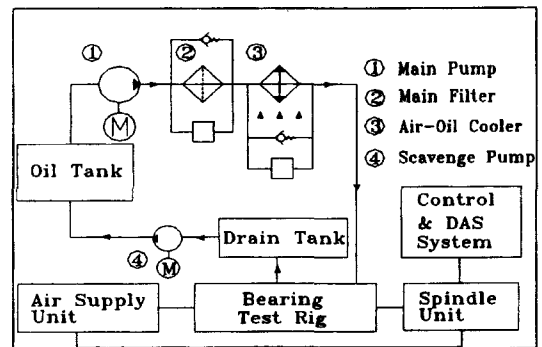 ①
②
③
① Main Pump
② Main Filter
③ Air-Oil Cooler
④ Scavenge Pump
M
Oil Tank
Control
& DAS
System
Drain Tank
④
M
Air Supply
Unit
Bearing
Test Rig
Spindle
Unit